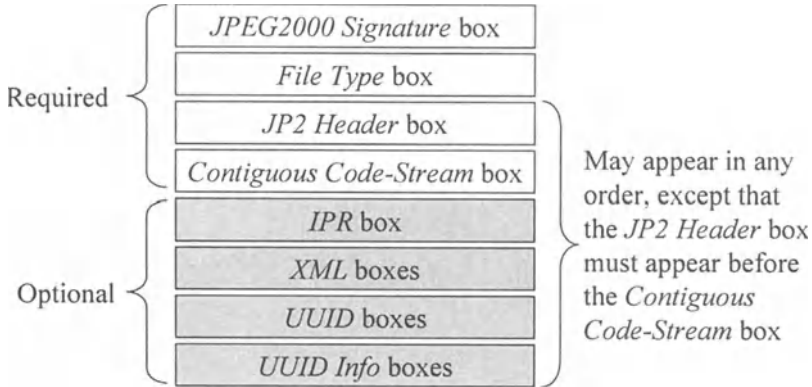 JPEG2000 Signature box
File Type box
Required
JP2 Header box
Contiguous Code-Stream box
IPR box
XML boxes
Optional
UUID boxes
UUID Info boxes
May appear in any
order, except that
the JP2 Header box
must appear before
the Contiguous
Code-Stream box